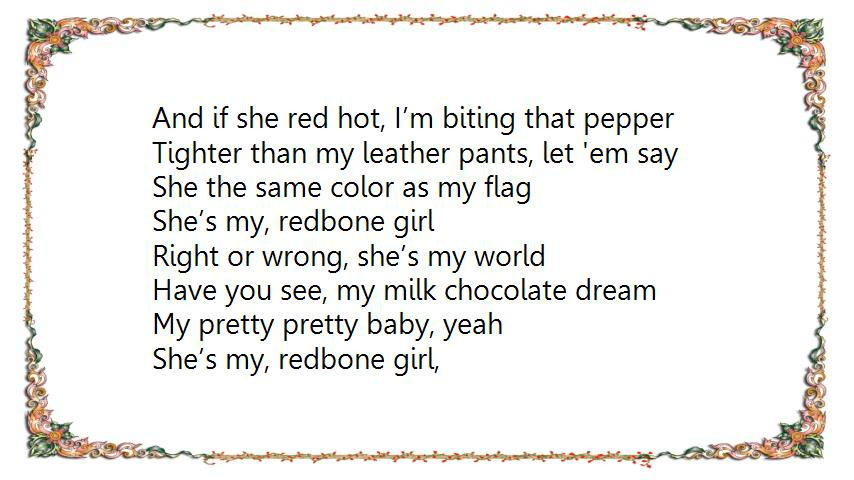 And if she red hot, I’m biting that pepper
Tighter than my leather pants, let 'em say
She the same color as my flag
She’s my, redbone girl
Right or wrong, she’s my world
Have you see, my milk chocolate dream
My pretty pretty baby, yeah
She’s my, redbone girl,